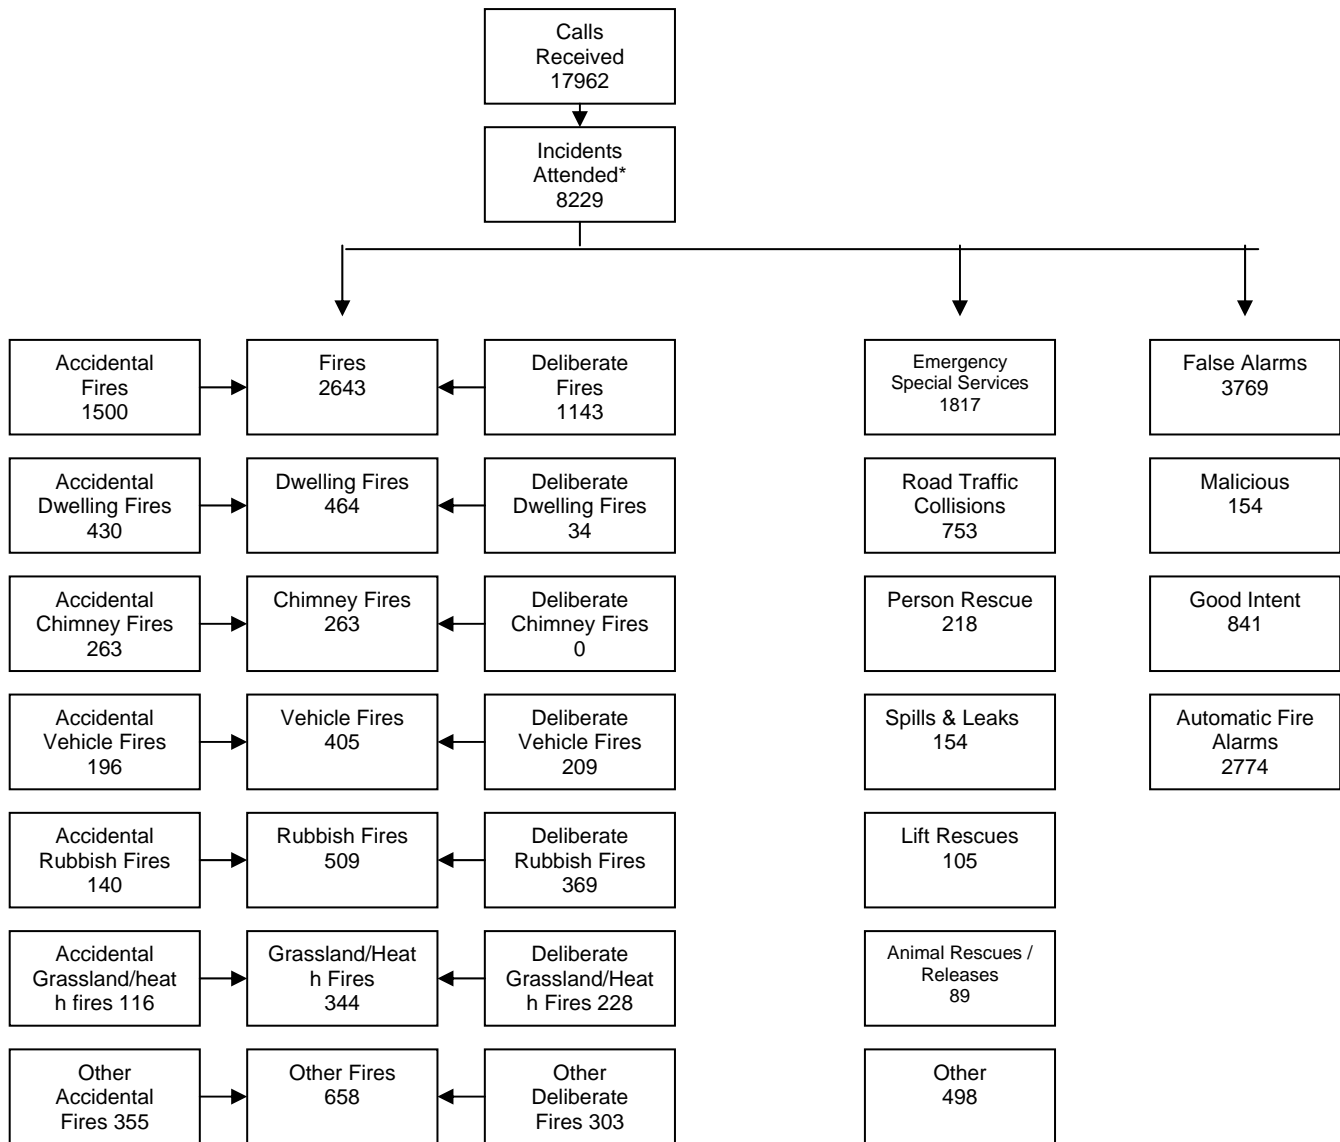 Calls
Received
17962
Incidents
Attended*
8229
Accidental
Fires
1500
Fires
2643
Deliberate
Fires
1143
Emergency
Special Services
1817
False Alarms
3769
Accidental
Dwelling Fires
430
Dwelling Fires
464
Deliberate
Dwelling Fires
34
Road Traffic
Collisions
753
Malicious
154
Accidental
Chimney Fires
263
Chimney Fires
263
Deliberate
Chimney Fires
0
Person Rescue
218
Good Intent
841
Accidental
Vehicle Fires
196
Vehicle Fires
405
Deliberate
Vehicle Fires
209
Spills & Leaks
154
Automatic Fire
Alarms
2774
Accidental
Rubbish Fires
140
Rubbish Fires
509
Deliberate
Rubbish Fires
369
Lift Rescues
105
Accidental
Grassland/heat
h fires 116
Grassland/Heat
h Fires
344
Deliberate
Grassland/Heat
h Fires 228
Animal Rescues /
Releases
89
Other
Accidental
Fires 355
Other Fires
658
Other
Deliberate
Fires 303
Other
498